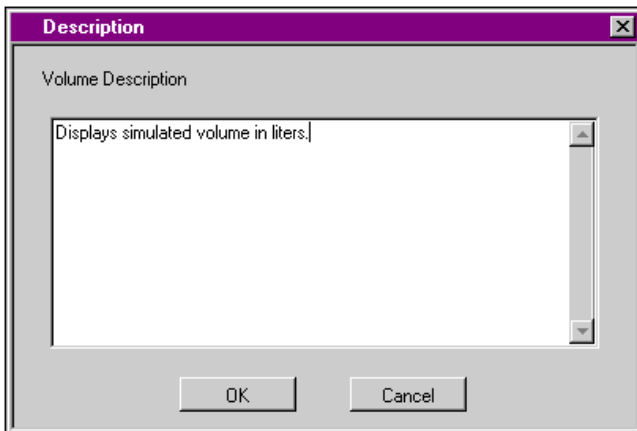 Description
Volume Description
Displays simulated volume in liters.
OK
Cancel